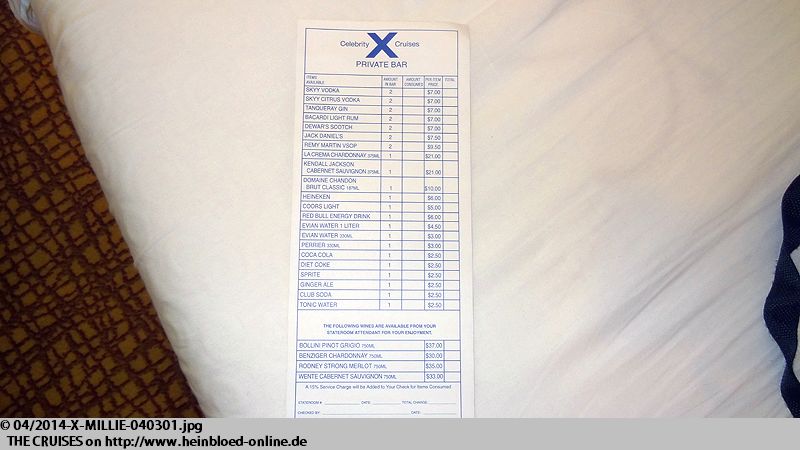 Celebrity X Cruises
PRIVATE BAR
ITEMS AVAILABLE AMOUNT IN BAR AMOUNT CONSUMED PER ITEM PRICE TOTAL
SKYY VODKA 2 $7.00
SKYY CITRUS VODKA 2 $7.00
TANQUERAY GIN 2 $7.00
BACARDI LIGHT RUM 2 $7.00
DEWAR'S SCOTCH 2 $7.00
JACK DANIEL'S 2 $7.50
REMY MARTIN VSOP 2 $9.50
LA CREMA CHARDONNAY 375ML 1 $21.00
KENDALL JACKSON
CABERNET SAUVIGNON 375ML 1 $21.00
DOMAINE CHANDON
BRUT CLASSIC 187ML 1 $10.00
HEINEKEN 1 $6.00
COORS LIGHT 1 $5.00
RED BULL ENERGY DRINK 1 $6.00
EVIAN WATER 1 LITER 1 $4.50
EVIAN WATER 330ML 1 $3.00
PERRIER 330ML 1 $3.00
COCA COLA 1 $2.50
DIET COKE 1 $2.50
SPRITE 1 $2.50
GINGER ALE 1 $2.50
CLUB SODA 1 $2.50
TONIC WATER 1 $2.50
THE FOLLOWING WINES ARE AVAILABLE FROM YOUR
STATEROOM ATTENDANT FOR YOUR ENJOYMENT.
BOLLINI PINOT GRIGIO 750ML $37.00
BENZIGER CHARDONNAY 750ML $30.00
RODNEY STRONG MERLOT 750ML $35.00
WENTE CABERNET SAUVIGNON 750ML $33.00
A 15% Service Charge will be Added to Your Check for Items Consumed
STATEROOM #: DATE: TOTAL CHARGE:
CHECKED BY: DATE:
© 04/2014-X-MILLIE-040301.jpg
THE CRUISES on http://www.heinbloed-online.de